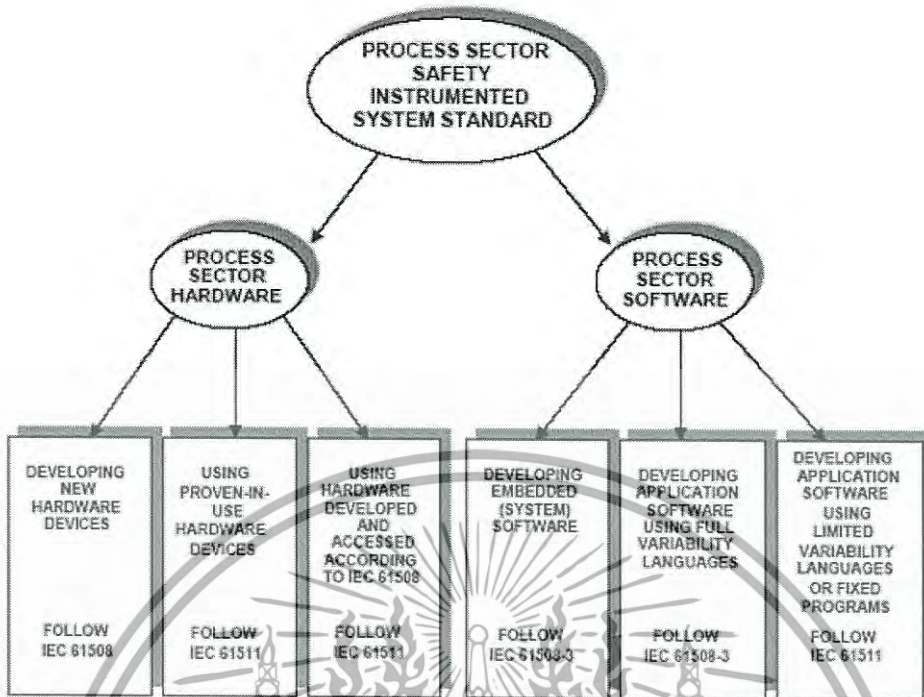 PROCESS SECTOR
SAFETY
INSTRUMENTED
SYSTEM STANDARD
PROCESS
SECTOR
HARDWARE
PROCESS
SECTOR
SOFTWARE
DEVELOPING
NEW
HARDWARE
DEVICES
FOLLOW
IEC 61508
USING
PROVEN-IN-
USE
HARDWARE
DEVICES
FOLLOW
IEC 61511
USING
HARDWARE
DEVELOPED
AND
ACCESSED
ACCORDING
TO IEC 61508
FOLLOW
IEC 61511
DEVELOPING
EMBEDDED
(SYSTEM)
SOFTWARE
FOLLOW
IEC 61508-3
DEVELOPING
APPLICATION
SOFTWARE
USING FULL
VARIABILITY
LANGUAGES
FOLLOW
IEC 61508-3
DEVELOPING
APPLICATION
SOFTWARE
USING
LIMITED
VARIABILITY
LANGUAGES
OR FIXED
PROGRAMS
FOLLOW
IEC 61511